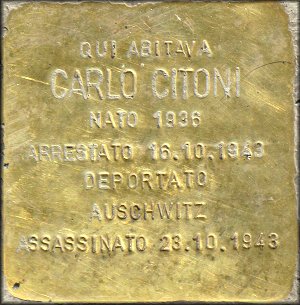 QUI ABITAVA
CARLO CITONI
NATO 1936
ARRESTATO 16.10.1943
DEPORTATO
AUSCHWITZ
ASSASSINATO 23.10.1943